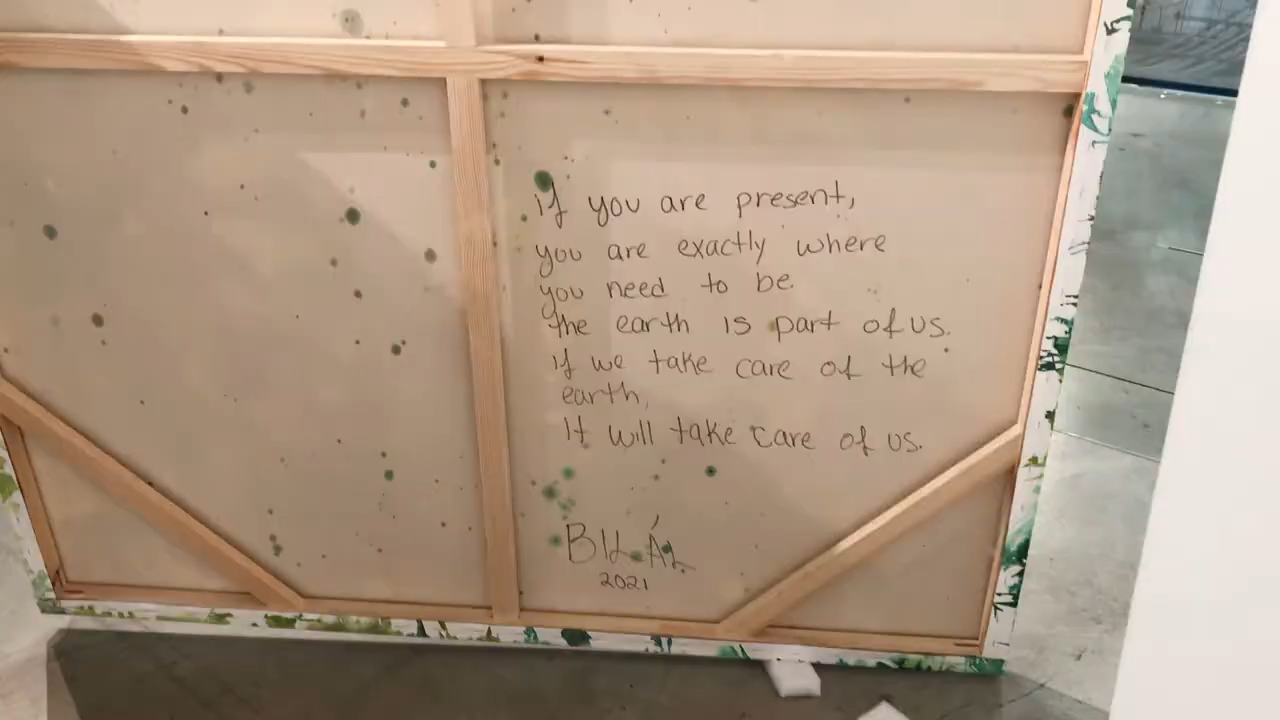 if you are present,
you are exactly where
you need to be.
the earth is part of us.
if we take care of the
earth,
It will take care of us.
BILÁL
2021